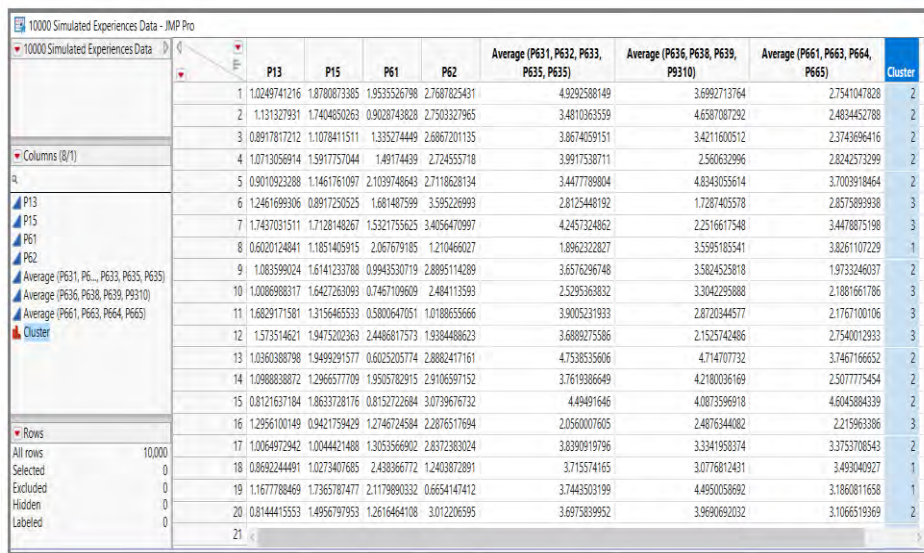 10000 Simulated Experiences Data - JMP Pro
10000 Simulated Experiences Data
Columns (8/1)
P13
P15
P61
P62
Average (P631, P6..., P633, P635, P635)
Average (P636, P638, P639, P9310)
Average (P661, P663, P664, P665)
Cluster
Rows
All rows 10,000
Selected 0
Excluded 0
Hidden 0
Labeled 0
P13 P15 P61 P62 Average (P631, P632, P633, P635, P635) Average (P636, P638, P639, P9310) Average (P661, P663, P664, P665) Cluster
1 1.0249741216 1.8780873385 1.9535526798 2.7687825431 4.9292588149 3.6992713764 2.7541047828 2
2 1.131327931 1.7404850263 0.9028743828 2.7503327965 3.4810363559 4.6587087292 2.4834452788 2
3 0.8917817212 1.1078411511 1.335274449 2.6867201135 3.8674059151 3.4211600512 2.3743696416 2
4 1.0713056914 1.5917757044 1.49174439 2.724555718 3.9917538711 2.560632996 2.8242573299 2
5 0.9010923288 1.1461761097 2.1039748643 2.7118628134 3.4477789804 4.8343055614 3.7003918464 2
6 1.2461699306 0.8917250525 1.681487599 3.595226993 2.8125448192 1.7287405578 2.8575893938 3
7 1.7437031511 1.7128148267 1.5321755625 3.4056470997 4.2457324862 2.2516617548 3.4478875198 3
8 0.6020124841 1.1851405915 2.067679185 1.210466027 1.8962322827 3.5595185541 3.8261107229 1
9 1.083599024 1.6141233788 0.9943530719 2.8895114289 3.6576296748 3.5824525818 1.9733246037 2
10 1.0086988317 1.6427263093 0.7467109609 2.484113593 2.5295363832 3.3042295888 2.1881661786 3
11 1.6829171581 1.3156465533 0.5800647051 1.0188655666 3.9005231933 2.8720344577 2.1767100106 3
12 1.573514621 1.9475202363 2.4486817573 1.9384488623 3.6889275586 2.1525742486 2.7540012933 3
13 1.0360388798 1.9499291577 0.6025205774 2.8882417161 4.7538535606 4.714707732 3.7467166652 2
14 1.0988838872 1.2966577709 1.9505782915 2.9106597152 3.7619386649 4.2180036169 2.5077775454 2
15 0.8121637184 1.8633728176 0.8152722684 3.0739676732 4.49491646 4.0873596918 4.6045884339 2
16 1.2956100149 0.9421759429 1.2746724584 2.2876517694 2.0560007605 2.4876344082 2.215963386 3
17 1.0064972942 1.0044421488 1.3053566902 2.8372383024 3.8390919796 3.3341958374 3.3753708543 2
18 0.8692244491 1.0273407685 2.438366772 1.2403872891 3.715574165 3.0776812431 3.493040927 1
19 1.1677788469 1.7365787477 2.1179890332 0.6654147412 3.7443503199 4.4950058692 3.1860811658 1
20 0.8144415553 1.4956797953 1.2616464108 3.012206595 3.6975839952 3.9690692032 3.1066519369 2
21